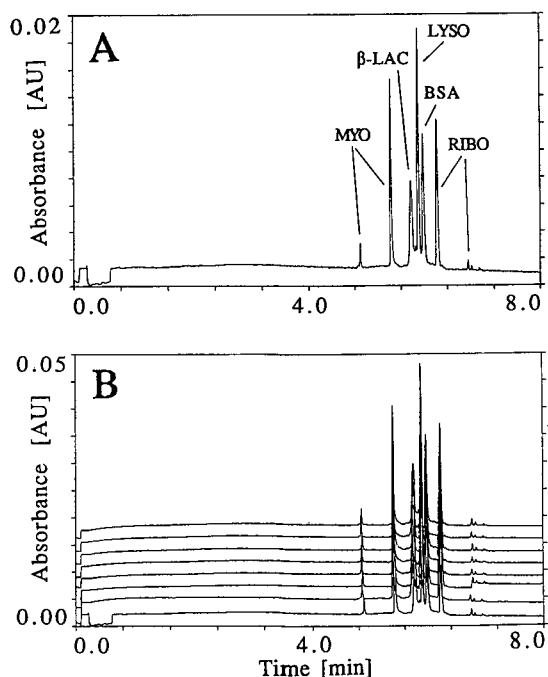 0.02
A
LYSO
β-LAC
BSA
MYO
RIBO
Absorbance [AU]
0.00
0.0
4.0
8.0
0.05
B
Absorbance [AU]
0.00
0.0
4.0
8.0
Time [min]